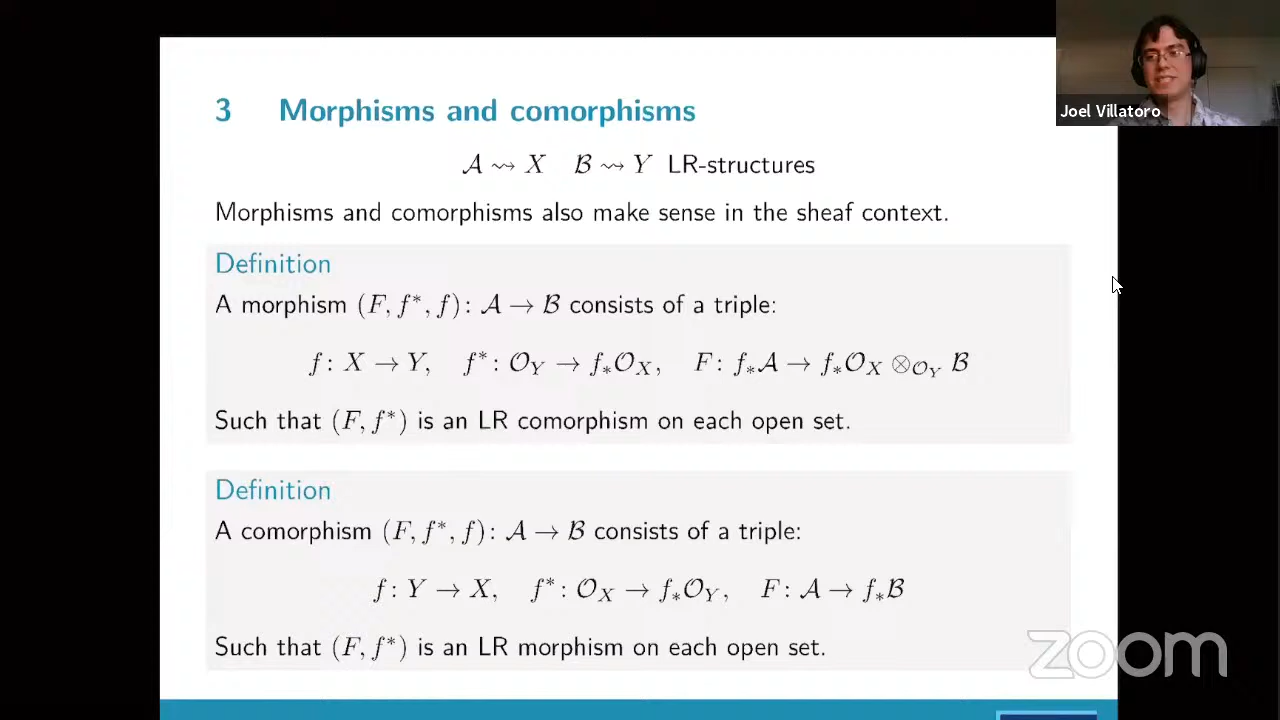 3 Morphisms and comorphisms
𝒜 ⇝ X ℬ ⇝ Y LR-structures
Morphisms and comorphisms also make sense in the sheaf context.
Definition
A morphism (F, f*, f): 𝒜 → ℬ consists of a triple:
f: X → Y, f*: 𝒪_Y → f_*𝒪_X, F: f_*𝒜 → f_*𝒪_X ⊗_{𝒪_Y} ℬ
Such that (F, f*) is an LR comorphism on each open set.
Definition
A comorphism (F, f*, f): 𝒜 → ℬ consists of a triple:
f: Y → X, f*: 𝒪_X → f_*𝒪_Y, F: 𝒜 → f_*ℬ
Such that (F, f*) is an LR morphism on each open set.
Joel Villatoro
zoom